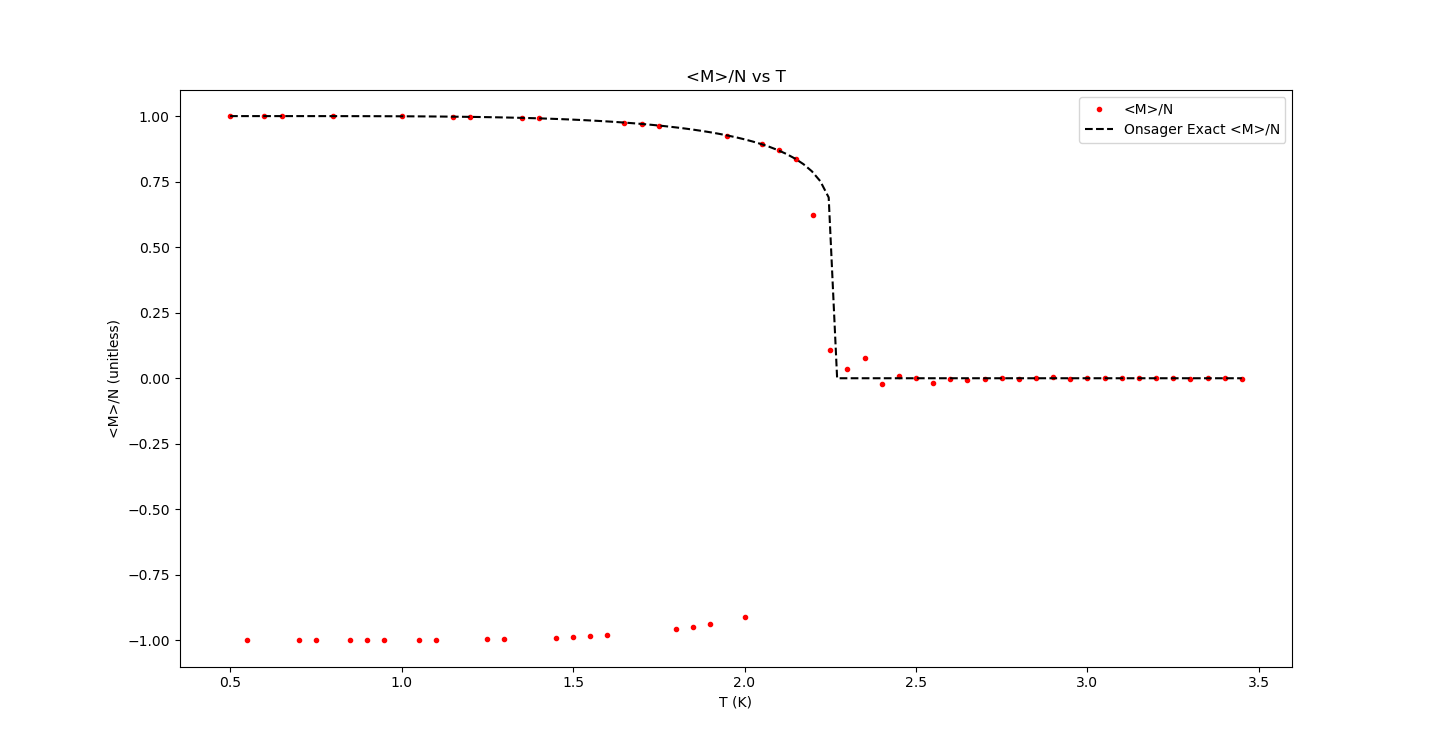 <M>/N vs T
<M>/N
Onsager Exact <M>/N
1.00
0.75
0.50
0.25
0.00
−0.25
−0.50
−0.75
−1.00
<M>/N (unitless)
0.5 1.0 1.5 2.0 2.5 3.0 3.5
T (K)